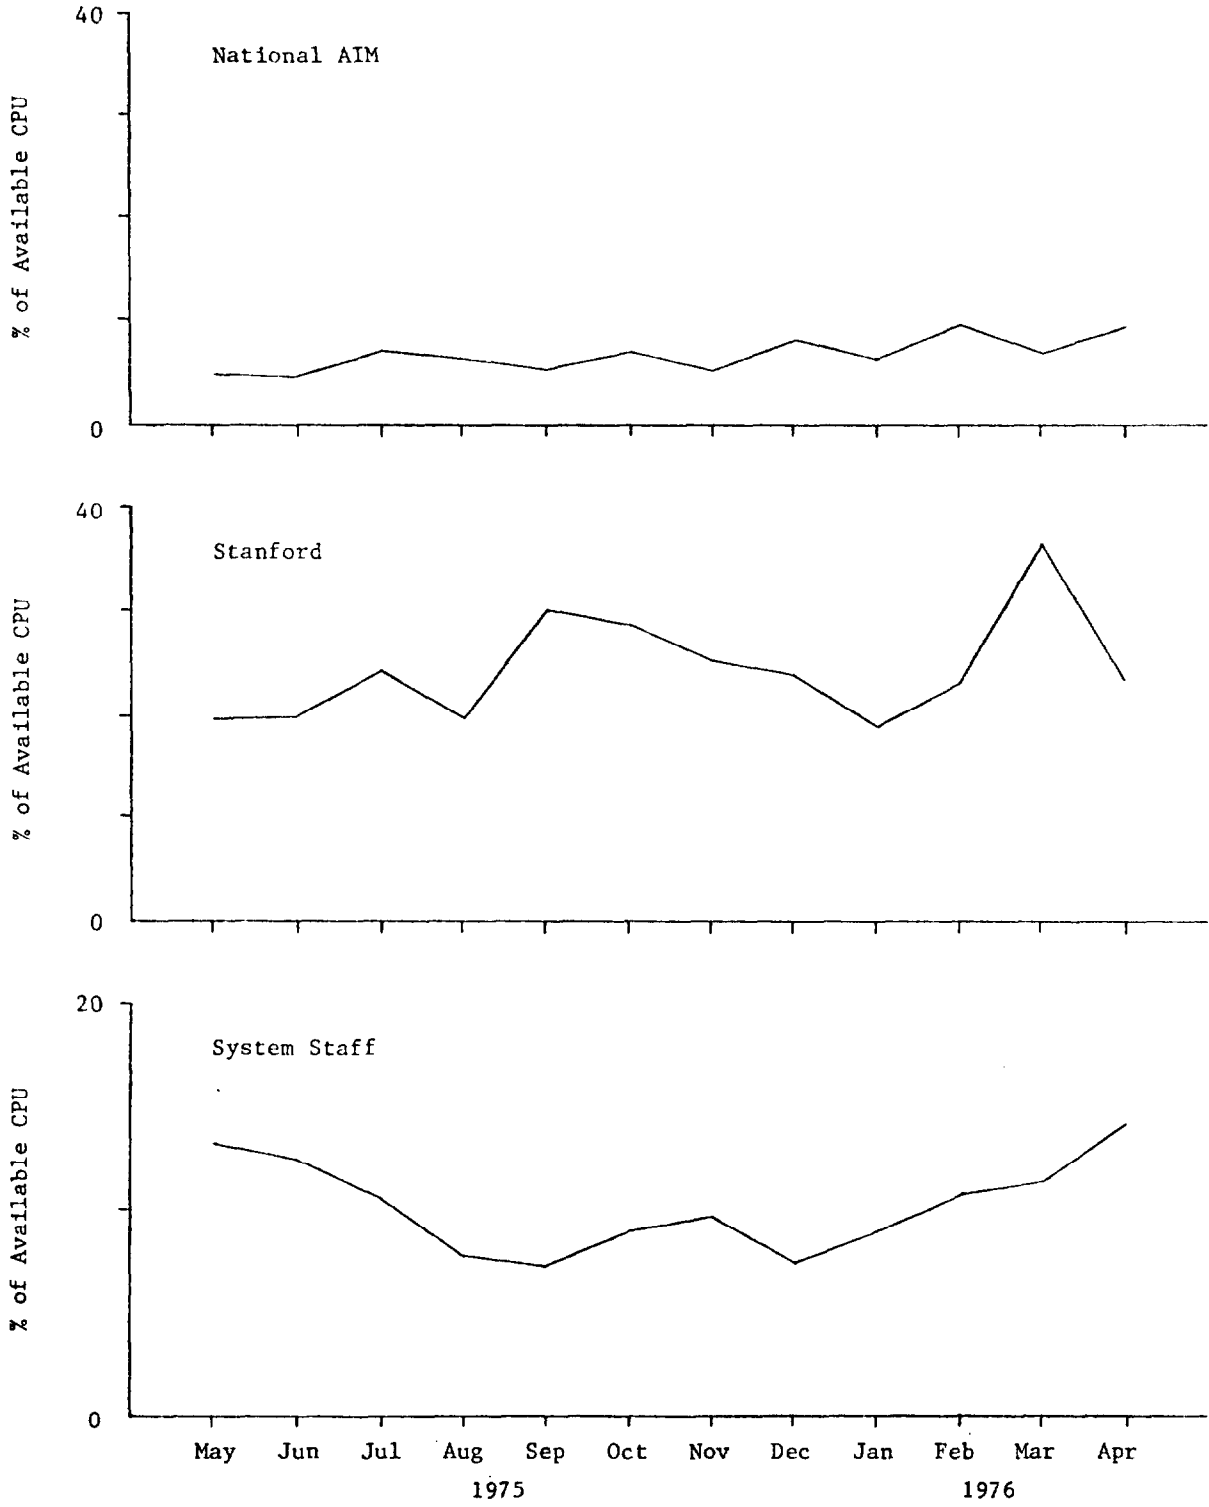 40
National AIM
% of Available CPU
0
40
Stanford
% of Available CPU
0
20
System Staff
% of Available CPU
0
May Jun Jul Aug Sep Oct Nov Dec Jan Feb Mar Apr
1975 1976